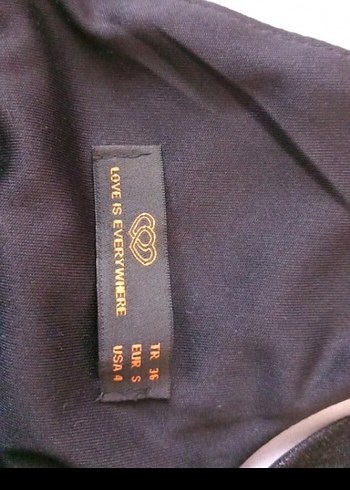 LOVE IS EVERYWHERE
TR 36
EUR S
USA 4